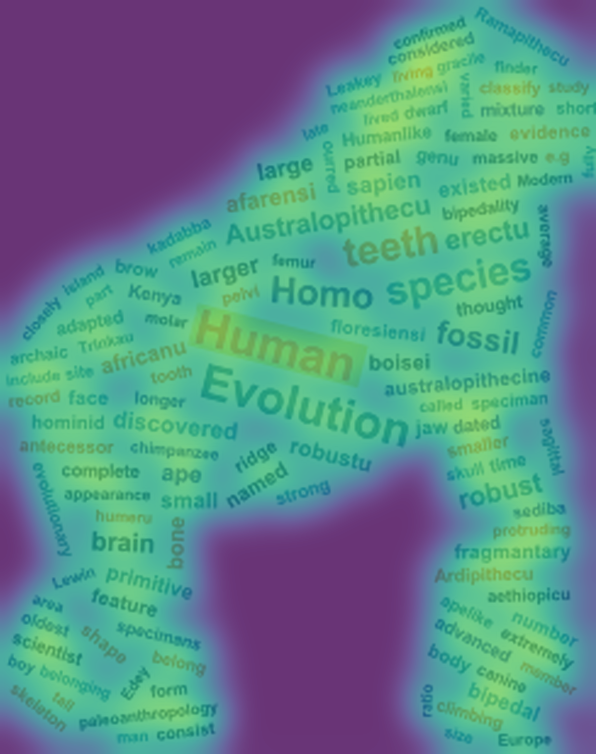 confirmed
Ramapithecu
considered
Leakey living gracile finder
neanderthalensi varied classify study
lived dwarf mixture short
late Humanlike female evidence
large partial genu massive e.g
afarensi sapien existed Modern
kadabba Australopithecu bipedality average
remain teeth erectu
closely island brow larger femur
part Kenya pelvi Homo species
adapted molar thought common
archaic africanu Human floresiensi fossil
include site tooth boisei
record face longer Evolution australopithecine
hominid discovered called speciman
antecessor chimpanzee jaw dated sagittal
complete ape ridge robustu smaller
evolutionary appearance small named strong skull time
humeru robust
brain bone sediba
protruding
fragmantary
Lewin primitive Ardipithecu
area feature aethiopicu
oldest shape specimans apelike number
scientist advanced extremely
boy belonging Edey belong body canine member
skeleton tall form ratio bipedal
paleoanthropology climbing
man consist size Europe